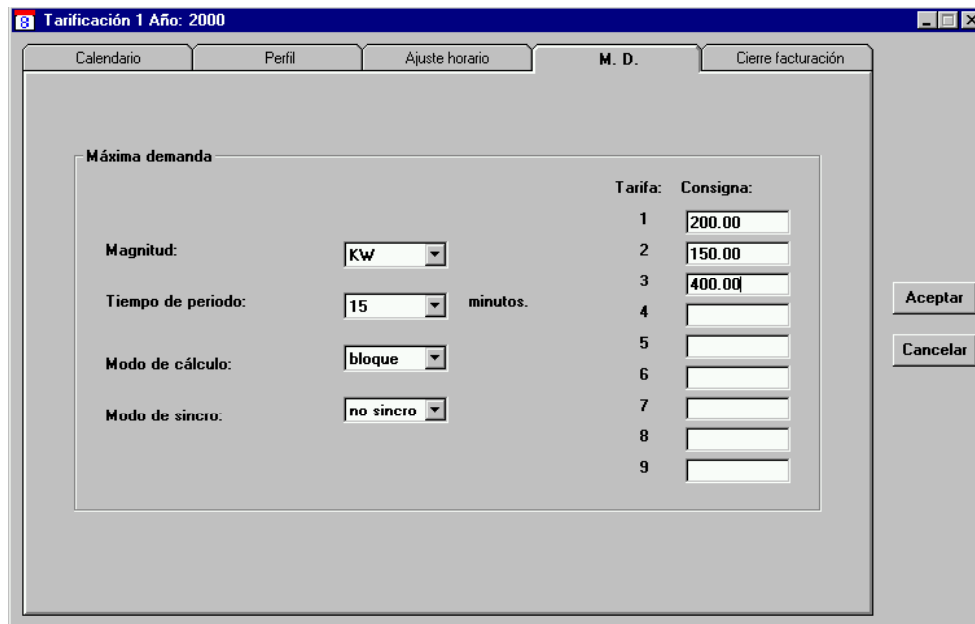 8 Tarificación 1 Año: 2000
Calendario Perfil Ajuste horario M. D. Cierre facturación
Máxima demanda
Tarifa: Consigna:
1 200.00
Magnitud: KW 2 150.00
3 400.00
Tiempo de periodo: 15 minutos. 4
Modo de cálculo: bloque 5
6
Modo de sincro: no sincro 7
8
9
Aceptar
Cancelar